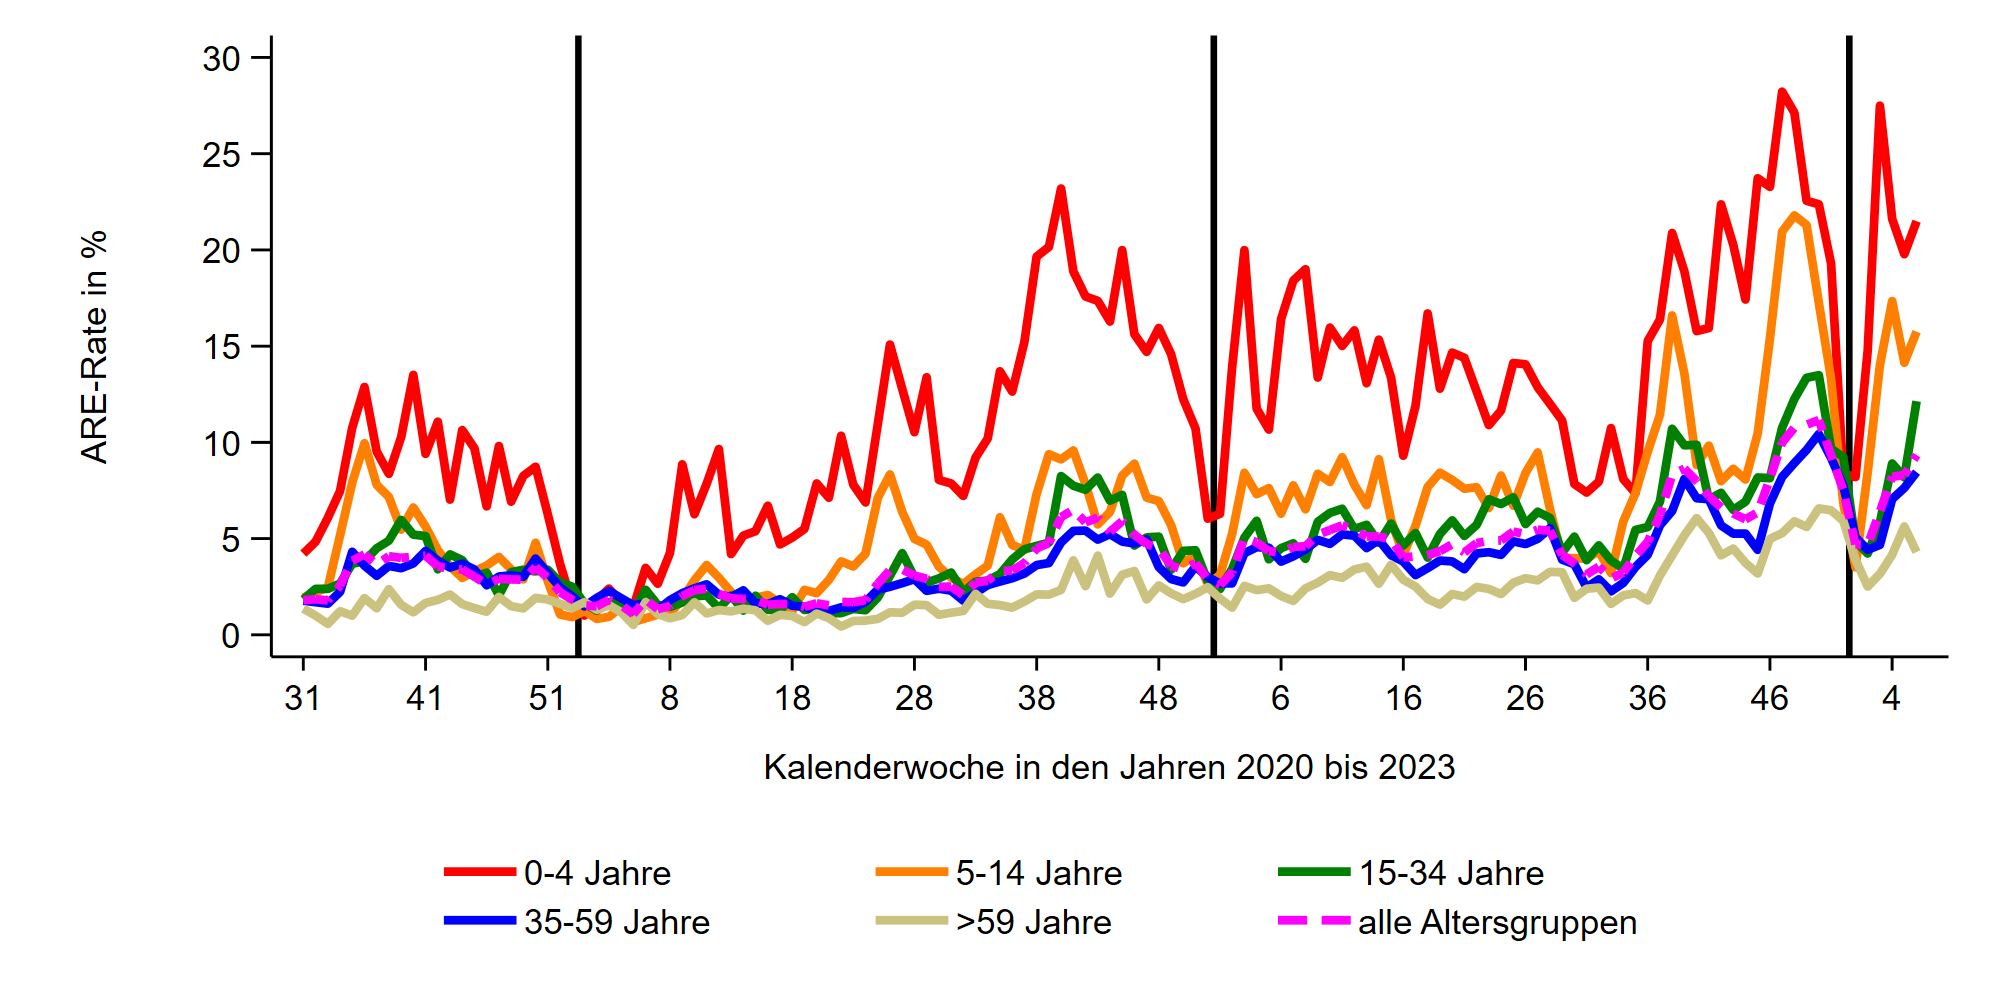 30
25
20
15
10
5
0
ARE-Rate in %
31 41 51 8 18 28 38 48 6 16 26 36 46 4
Kalenderwoche in den Jahren 2020 bis 2023
0-4 Jahre 5-14 Jahre 15-34 Jahre
35-59 Jahre >59 Jahre alle Altersgruppen